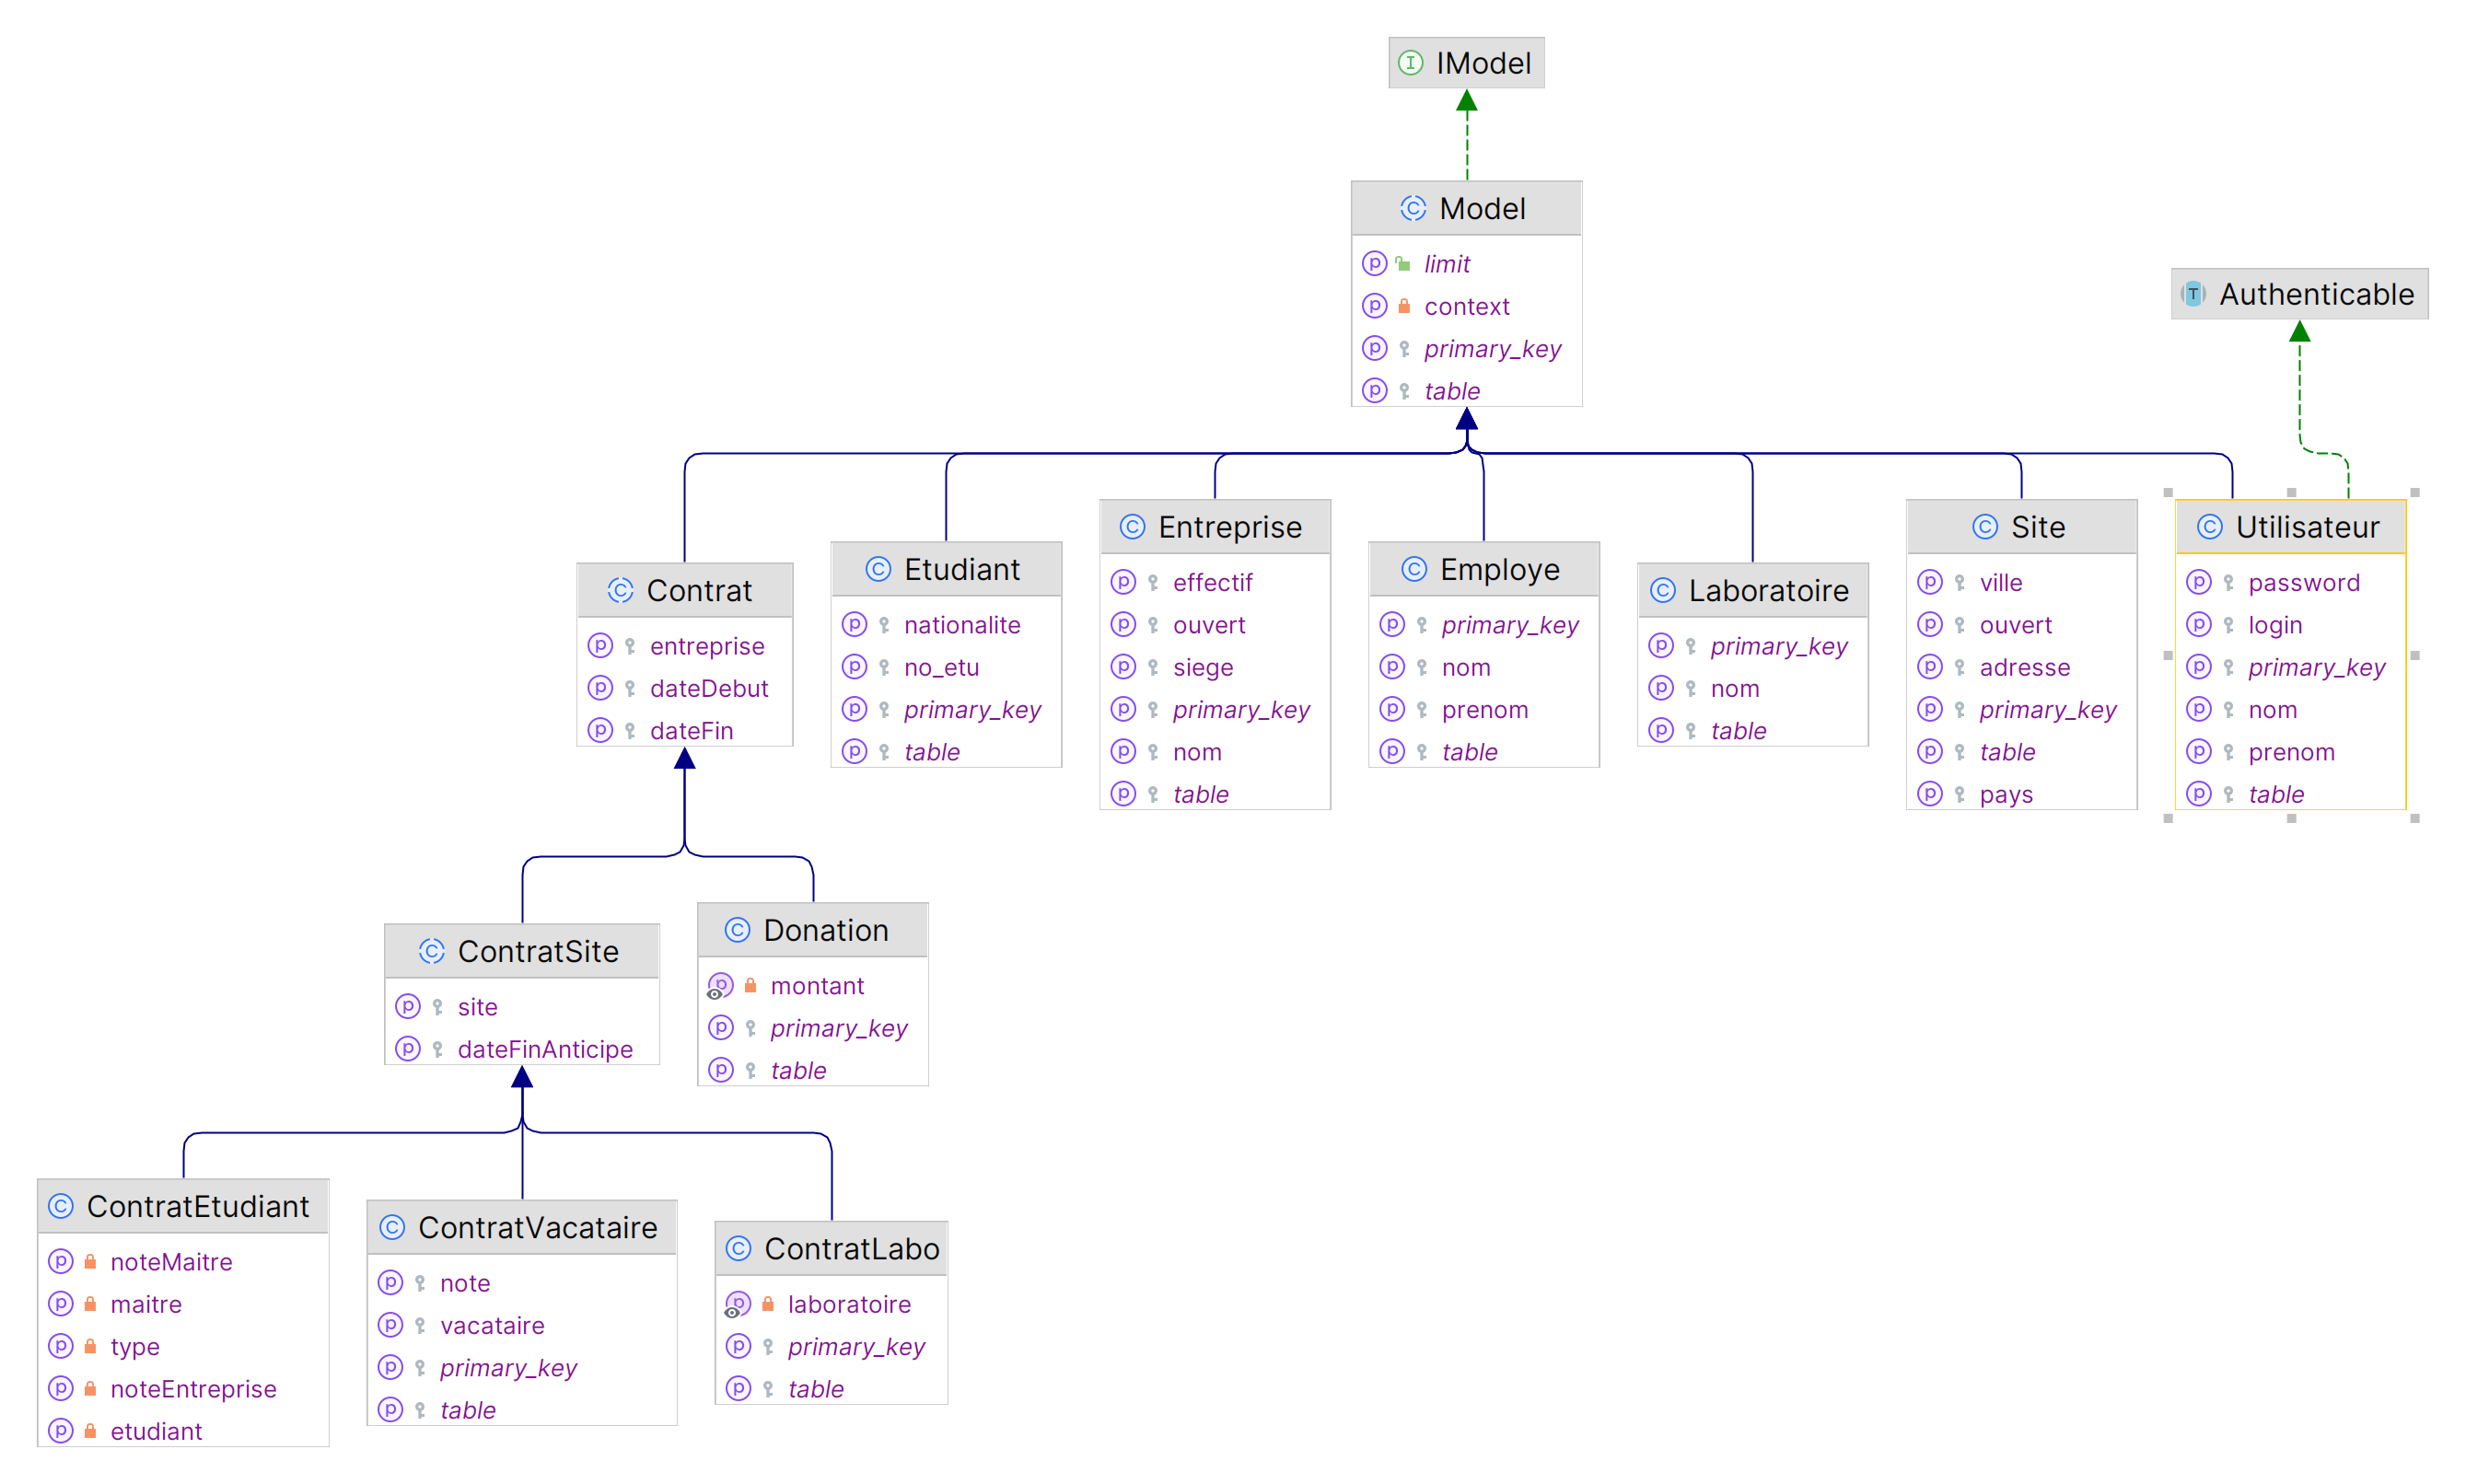 IModel
Model
limit
context
primary_key
table
Authenticable
Contrat
entreprise
dateDebut
dateFin
Etudiant
nationalite
no_etu
primary_key
table
Entreprise
effectif
ouvert
siege
primary_key
nom
table
Employe
primary_key
nom
prenom
table
Laboratoire
primary_key
nom
table
Site
ville
ouvert
adresse
primary_key
table
pays
Utilisateur
password
login
primary_key
nom
prenom
table
ContratSite
site
dateFinAnticipe
Donation
montant
primary_key
table
ContratEtudiant
noteMaitre
maitre
type
noteEntreprise
etudiant
ContratVacataire
note
vacataire
primary_key
table
ContratLabo
laboratoire
primary_key
table